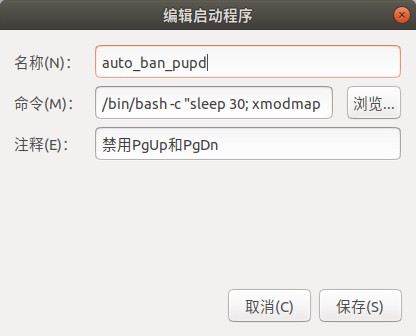 编辑启动程序
名称(N): auto_ban_pupd
命令(M): /bin/bash -c "sleep 30; xmodmap 浏览...
注释(E): 禁用PgUp和PgDn
取消(C) 保存(S)